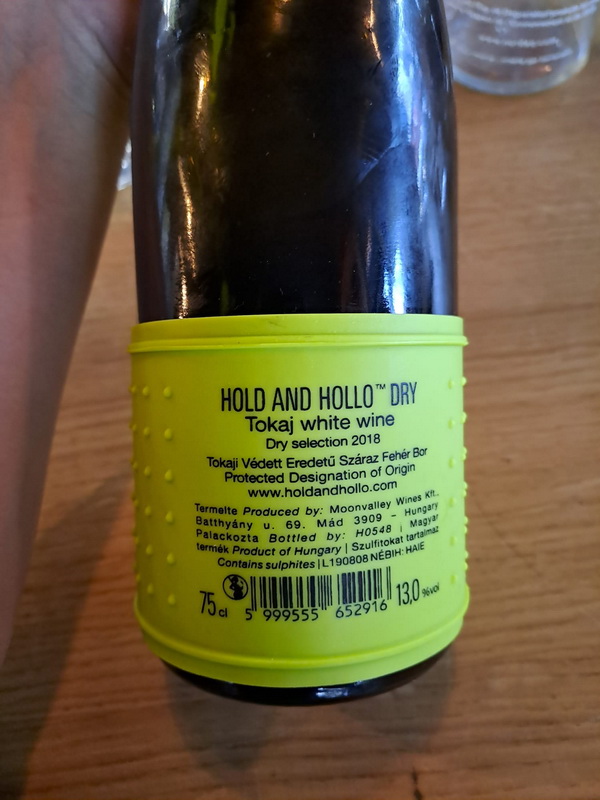 HOLD AND HOLLO™ DRY
Tokaj white wine
Dry selection 2018
Tokaji Védett Eredetű Száraz Fehér Bor
Protected Designation of Origin
www.holdandhollo.com
Termelte Produced by: Moonvalley Wines Kft.,
Batthyány u. 69. Mád 3909 – Hungary
Palackozta Bottled by: H0548 | Magyar
termék Product of Hungary | Szulfitokat tartalmaz
Contains sulphites | L190808 NÉBIH: HAIE
75 cl 5 999555 652916 13,0 %vol